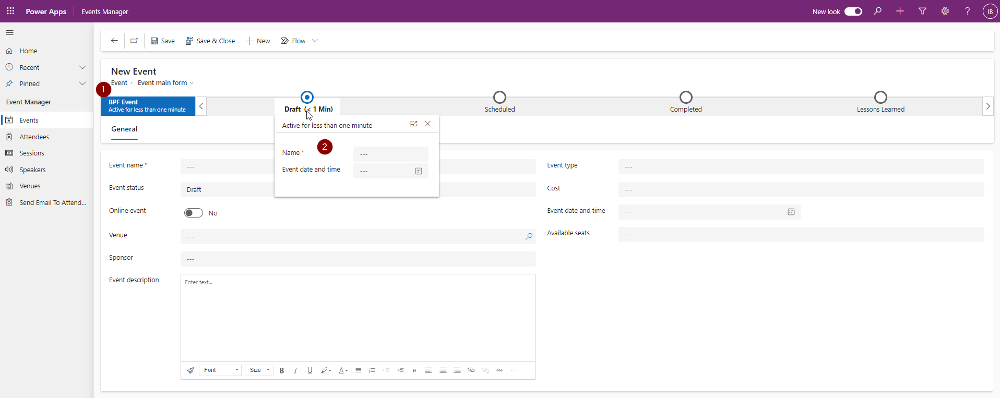 Power Apps
Events Manager
New look
?
IB
Save
Save & Close
New
Flow
Home
Recent
Pinned
Event Manager
Events
Attendees
Sessions
Speakers
Venues
Send Email To Attend...
New Event
Event · Event main form
1
BPF Event
Active for less than one minute
Draft (< 1 Min)
Scheduled
Completed
Lessons Learned
General
Active for less than one minute
2
Name *
---
Event date and time
---
Event name *
---
Event status
Draft
Online event
No
Venue
---
Sponsor
---
Event description
Enter text...
Font
Size
B I U A
abc
...
Event type
---
Cost
---
Event date and time
---
Available seats
---